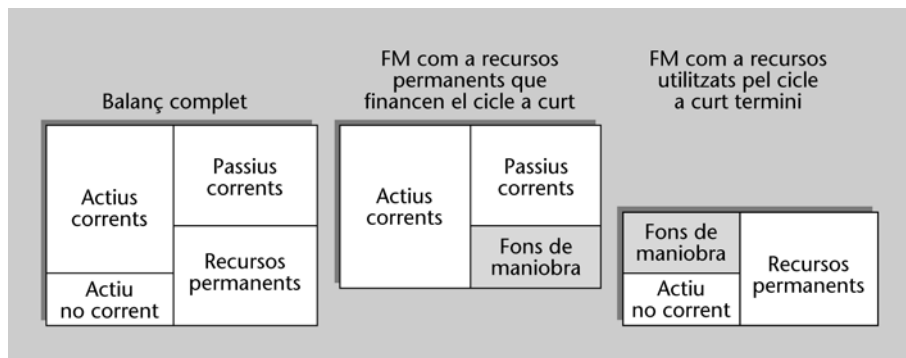 Balanç complet
Actius
corrents
Passius
corrents
Actiu
no corrent
Recursos
permanents
FM com a recursos
permanents que
financen el cicle a curt
Actius
corrents
Passius
corrents
Fons de
maniobra
FM com a recursos
utilitzats pel cicle
a curt termini
Fons de
maniobra
Actiu
no corrent
Recursos
permanents